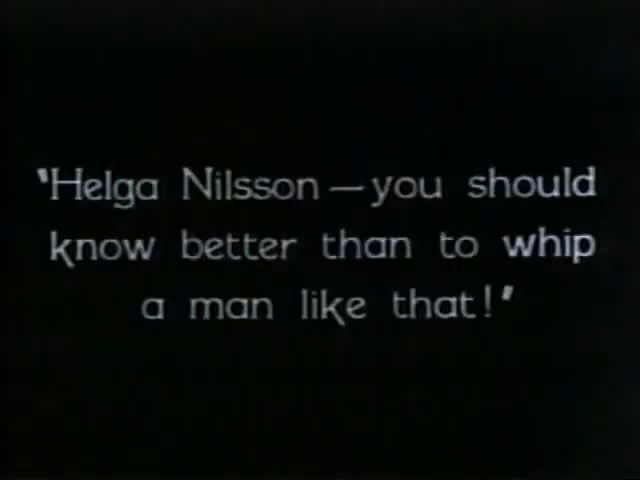 "Helga Nilsson — you should
know better than to whip
a man like that!"